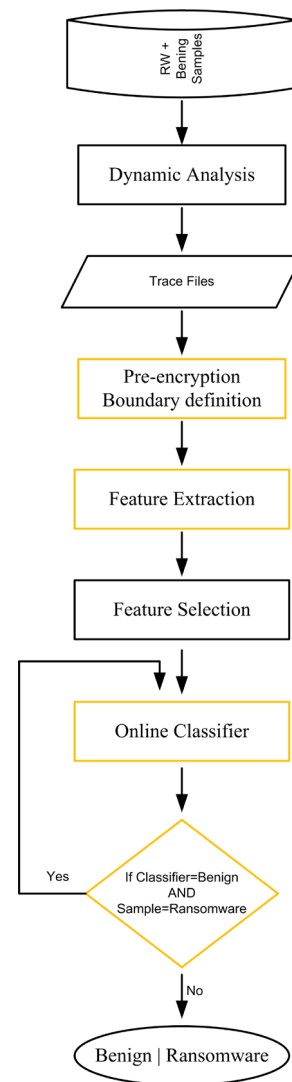 RW +
Bening
Samples
Dynamic Analysis
Trace Files
Pre-encryption
Boundary definition
Feature Extraction
Feature Selection
Online Classifier
If Classifier=Benign
AND
Sample=Ransomware
Yes
No
Benign | Ransomware